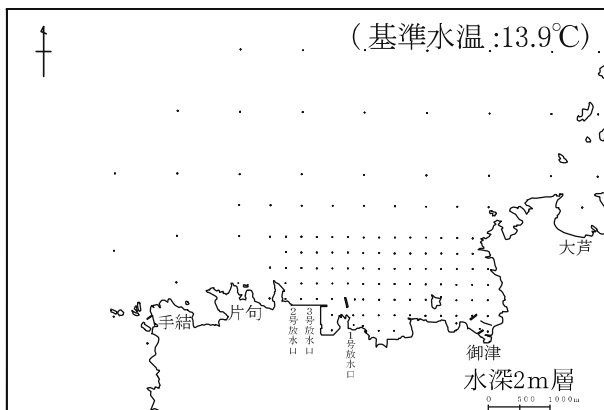 (基準水温:13.9℃)
大芦
手結
片句
2号放水口
3号放水口
1号放水口
御津
水深2m層
0 500 1000m